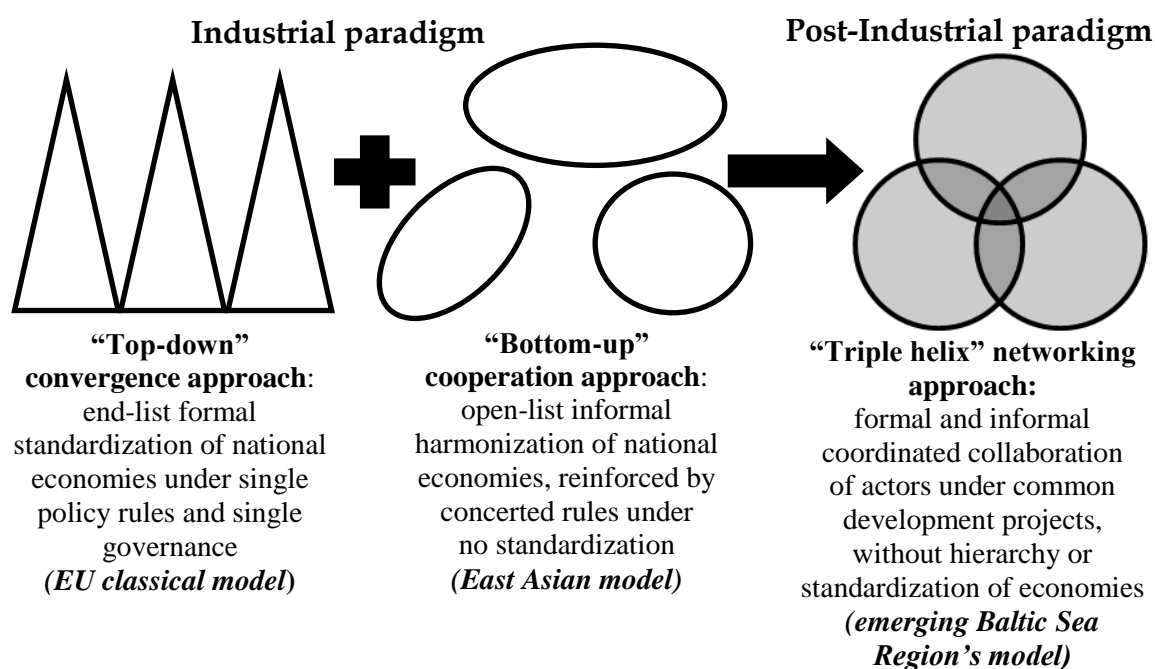 Industrial paradigm
Post-Industrial paradigm
“Top-down”
convergence approach:
end-list formal
standardization of national
economies under single
policy rules and single
governance
(EU classical model)
“Bottom-up”
cooperation approach:
open-list informal
harmonization of national
economies, reinforced by
concerted rules under
no standardization
(East Asian model)
“Triple helix” networking
approach:
formal and informal
coordinated collaboration
of actors under common
development projects,
without hierarchy or
standardization of economies
(emerging Baltic Sea
Region’s model)